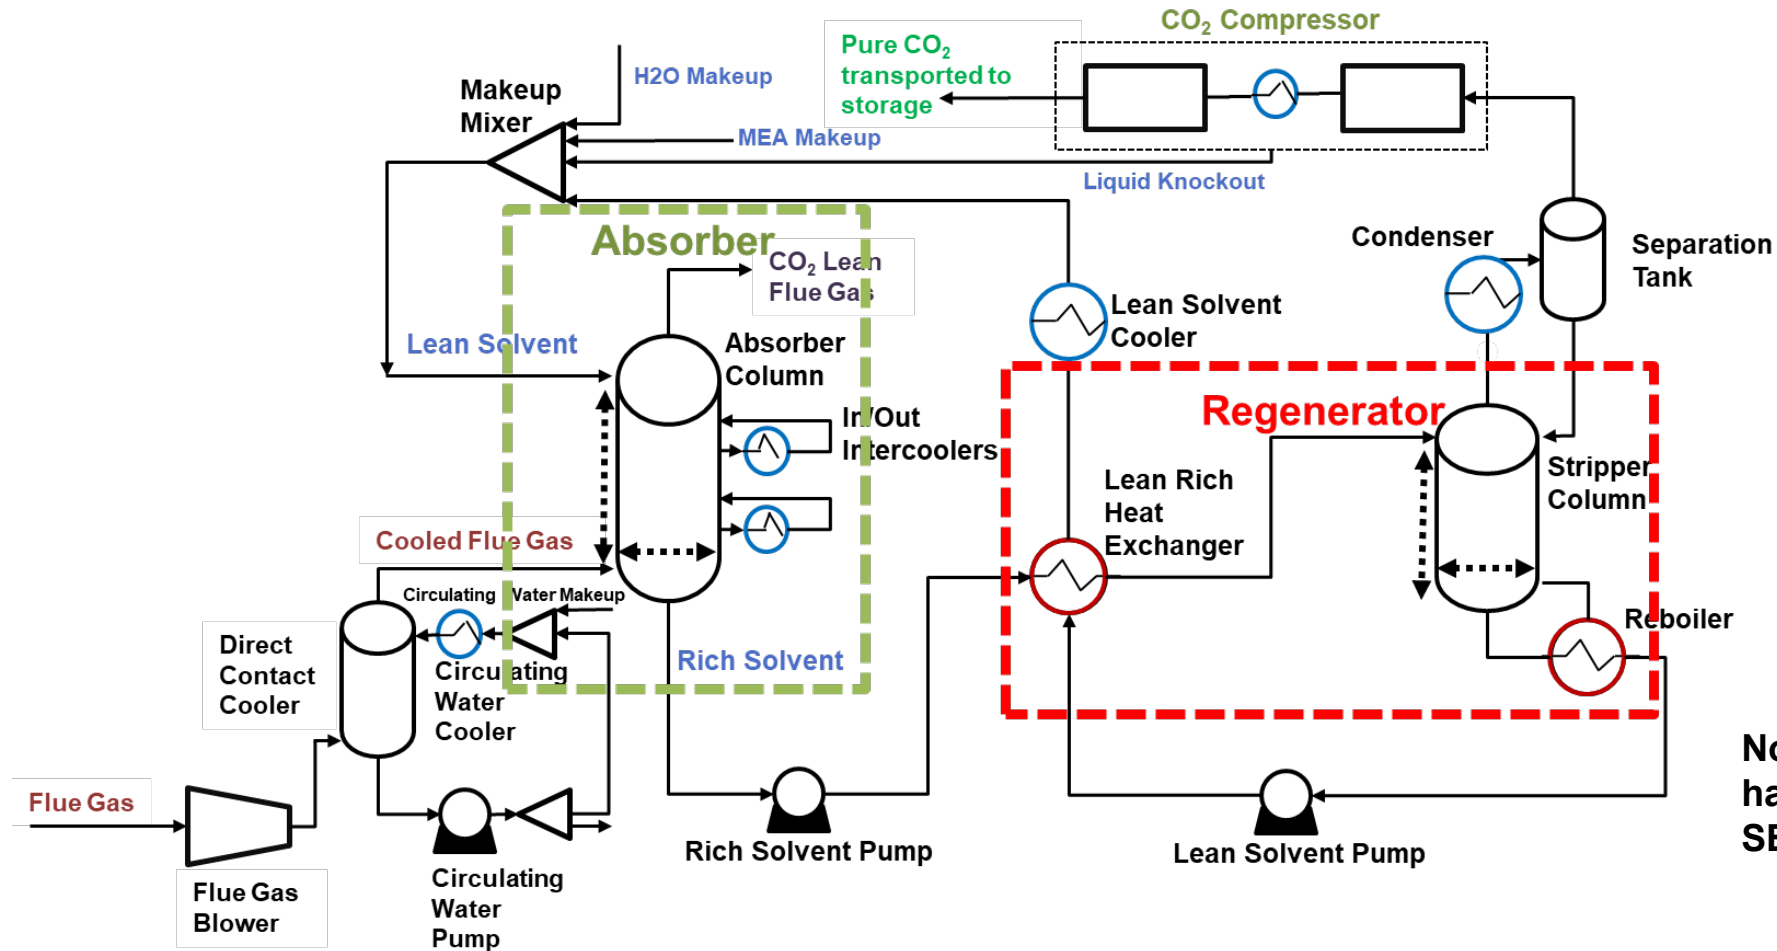 CO₂ Compressor
Pure CO₂
transported to
storage
H2O Makeup
Makeup
Mixer
MEA Makeup
Liquid Knockout
Absorber
CO₂ Lean
Flue Gas
Condenser
Separation
Tank
Lean Solvent
Cooler
Lean Solvent
Absorber
Column
In/Out
Intercoolers
Regenerator
Stripper
Column
Lean Rich
Heat
Exchanger
Cooled Flue Gas
Circulating Water Makeup
Direct
Contact
Cooler
Circulating
Water
Cooler
Rich Solvent
Reboiler
Flue Gas
Flue Gas
Blower
Circulating
Water
Pump
Rich Solvent Pump
Lean Solvent Pump